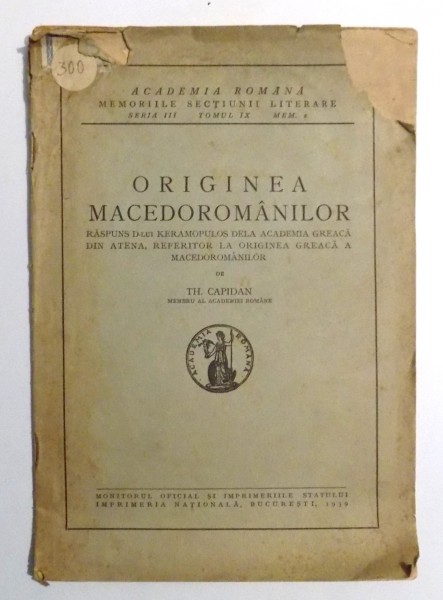 300
ACADEMIA ROMÂNĂ
MEMORIILE SECȚIUNII LITERARE
SERIA III TOMUL IX MEM. 2
ORIGINEA
MACEDOROMÂNILOR
RĂSPUNS D-LUI KERAMOPULOS DELA ACADEMIA GREACĂ
DIN ATENA, REFERITOR LA ORIGINEA GREACĂ A
MACEDOROMÂNILOR
DE
TH. CAPIDAN
MEMBRU AL ACADEMIEI ROMÂNE
ACADEMIA ROMÂNĂ
MONITORUL OFICIAL ȘI IMPRIMERIILE STATULUI
IMPRIMERIA NAȚIONALĂ, BUCUREȘTI, 1939